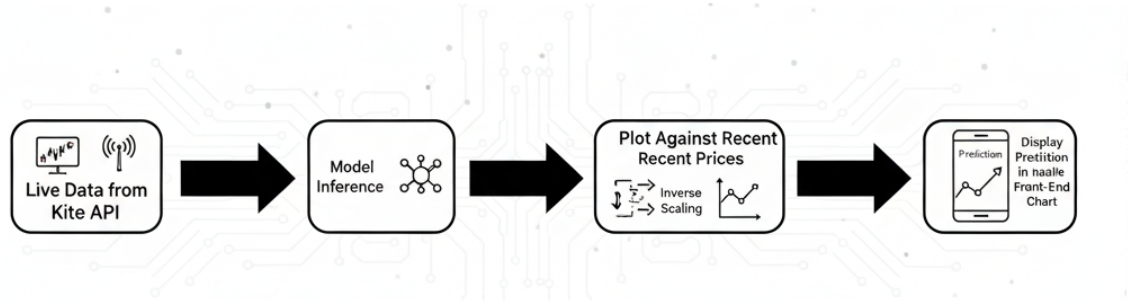 Live Data from
Kite API
Model
Inference
Plot Against Recent
Recent Prices
Inverse
Scaling
Prediction
Display
Pretiition
in naalle
Front-End
Chart